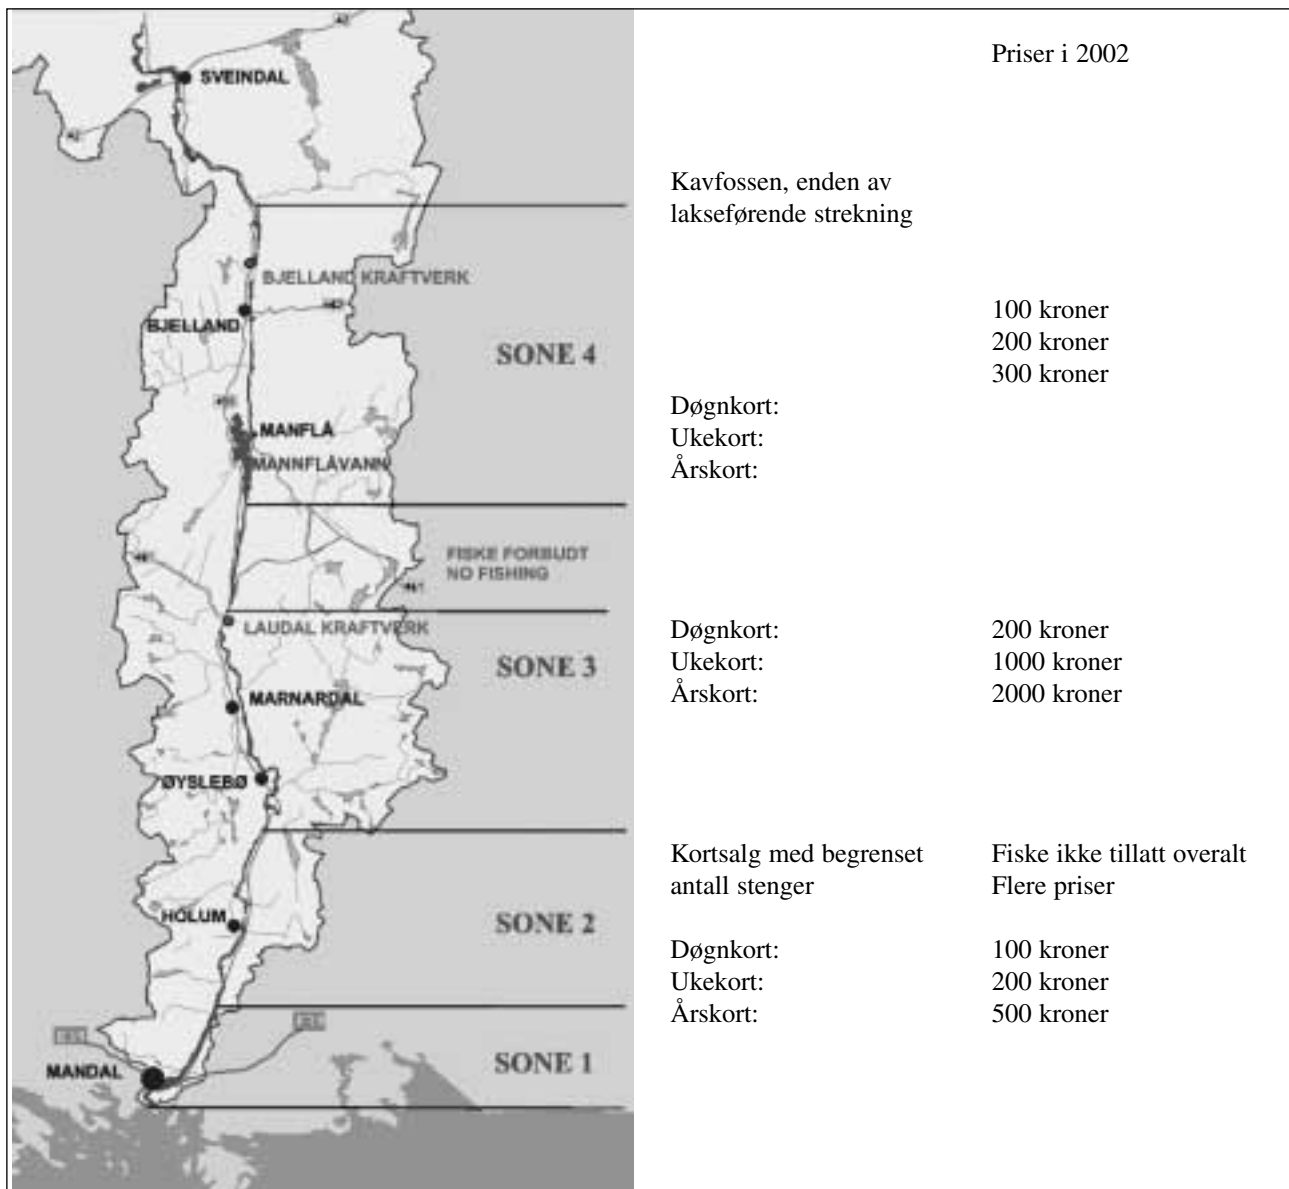 Priser i 2002
SVEINDAL
Kavfossen, enden av
lakseførende strekning
BJELLAND KRAFTVERK
BJELLAND
100 kroner
200 kroner
300 kroner
SONE 4
Døgnkort:
Ukekort:
Årskort:
MANFLÅ
MANNFLÅVANN
FISKE FORBUDT
NO FISHING
LAUDAL KRAFTVERK
Døgnkort: 200 kroner
Ukekort: 1000 kroner
Årskort: 2000 kroner
SONE 3
MARNARDAL
ØYSLEBØ
Kortsalg med begrenset Fiske ikke tillatt overalt
antall stenger Flere priser
HOLUM
SONE 2
Døgnkort: 100 kroner
Ukekort: 200 kroner
Årskort: 500 kroner
MANDAL
SONE 1